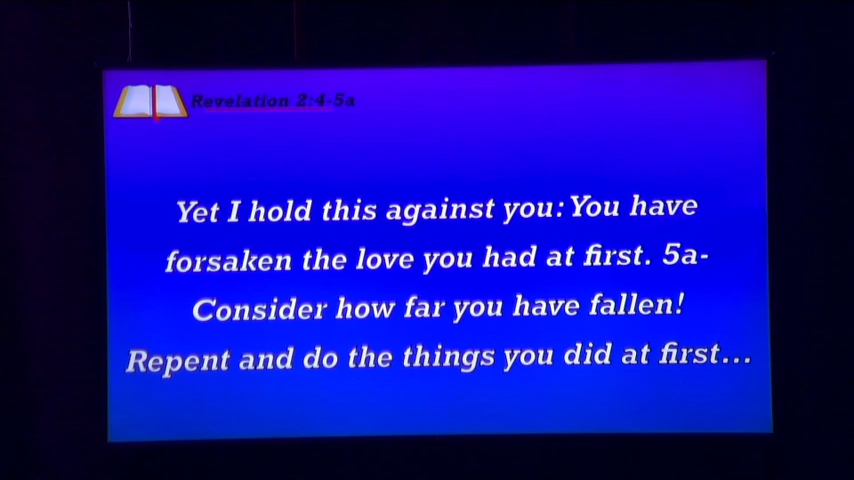 Revelation 2:4-5a
Yet I hold this against you: You have
forsaken the love you had at first. 5a-
Consider how far you have fallen!
Repent and do the things you did at first...